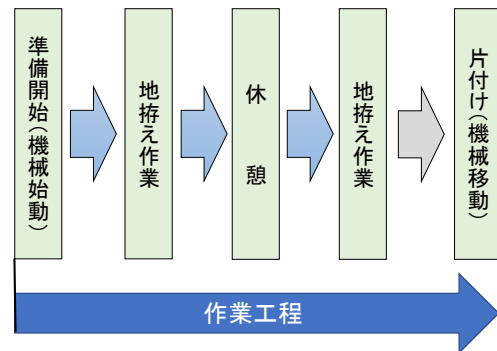 準備開始（機械始動）
地拵え作業
休憩
地拵え作業
片付け（機械移動）
作業工程